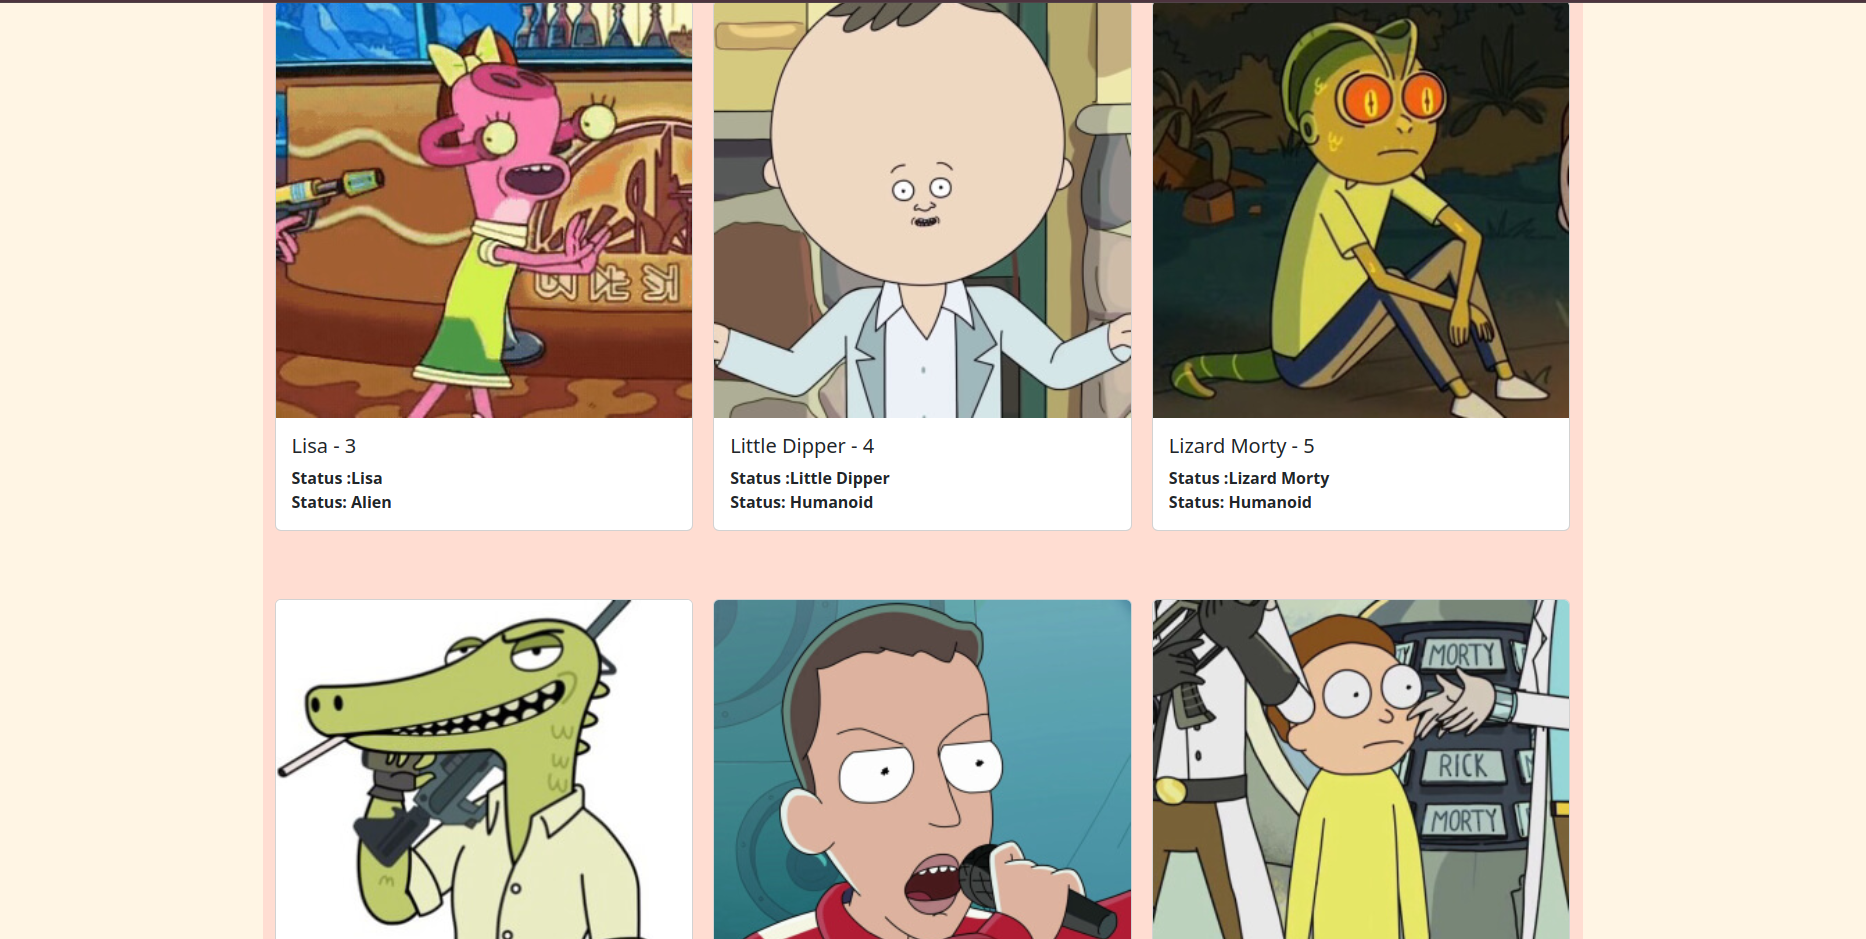 Lisa - 3
Status :Lisa
Status: Alien
Little Dipper - 4
Status :Little Dipper
Status: Humanoid
Lizard Morty - 5
Status :Lizard Morty
Status: Humanoid
MORTY
RICK
MORTY